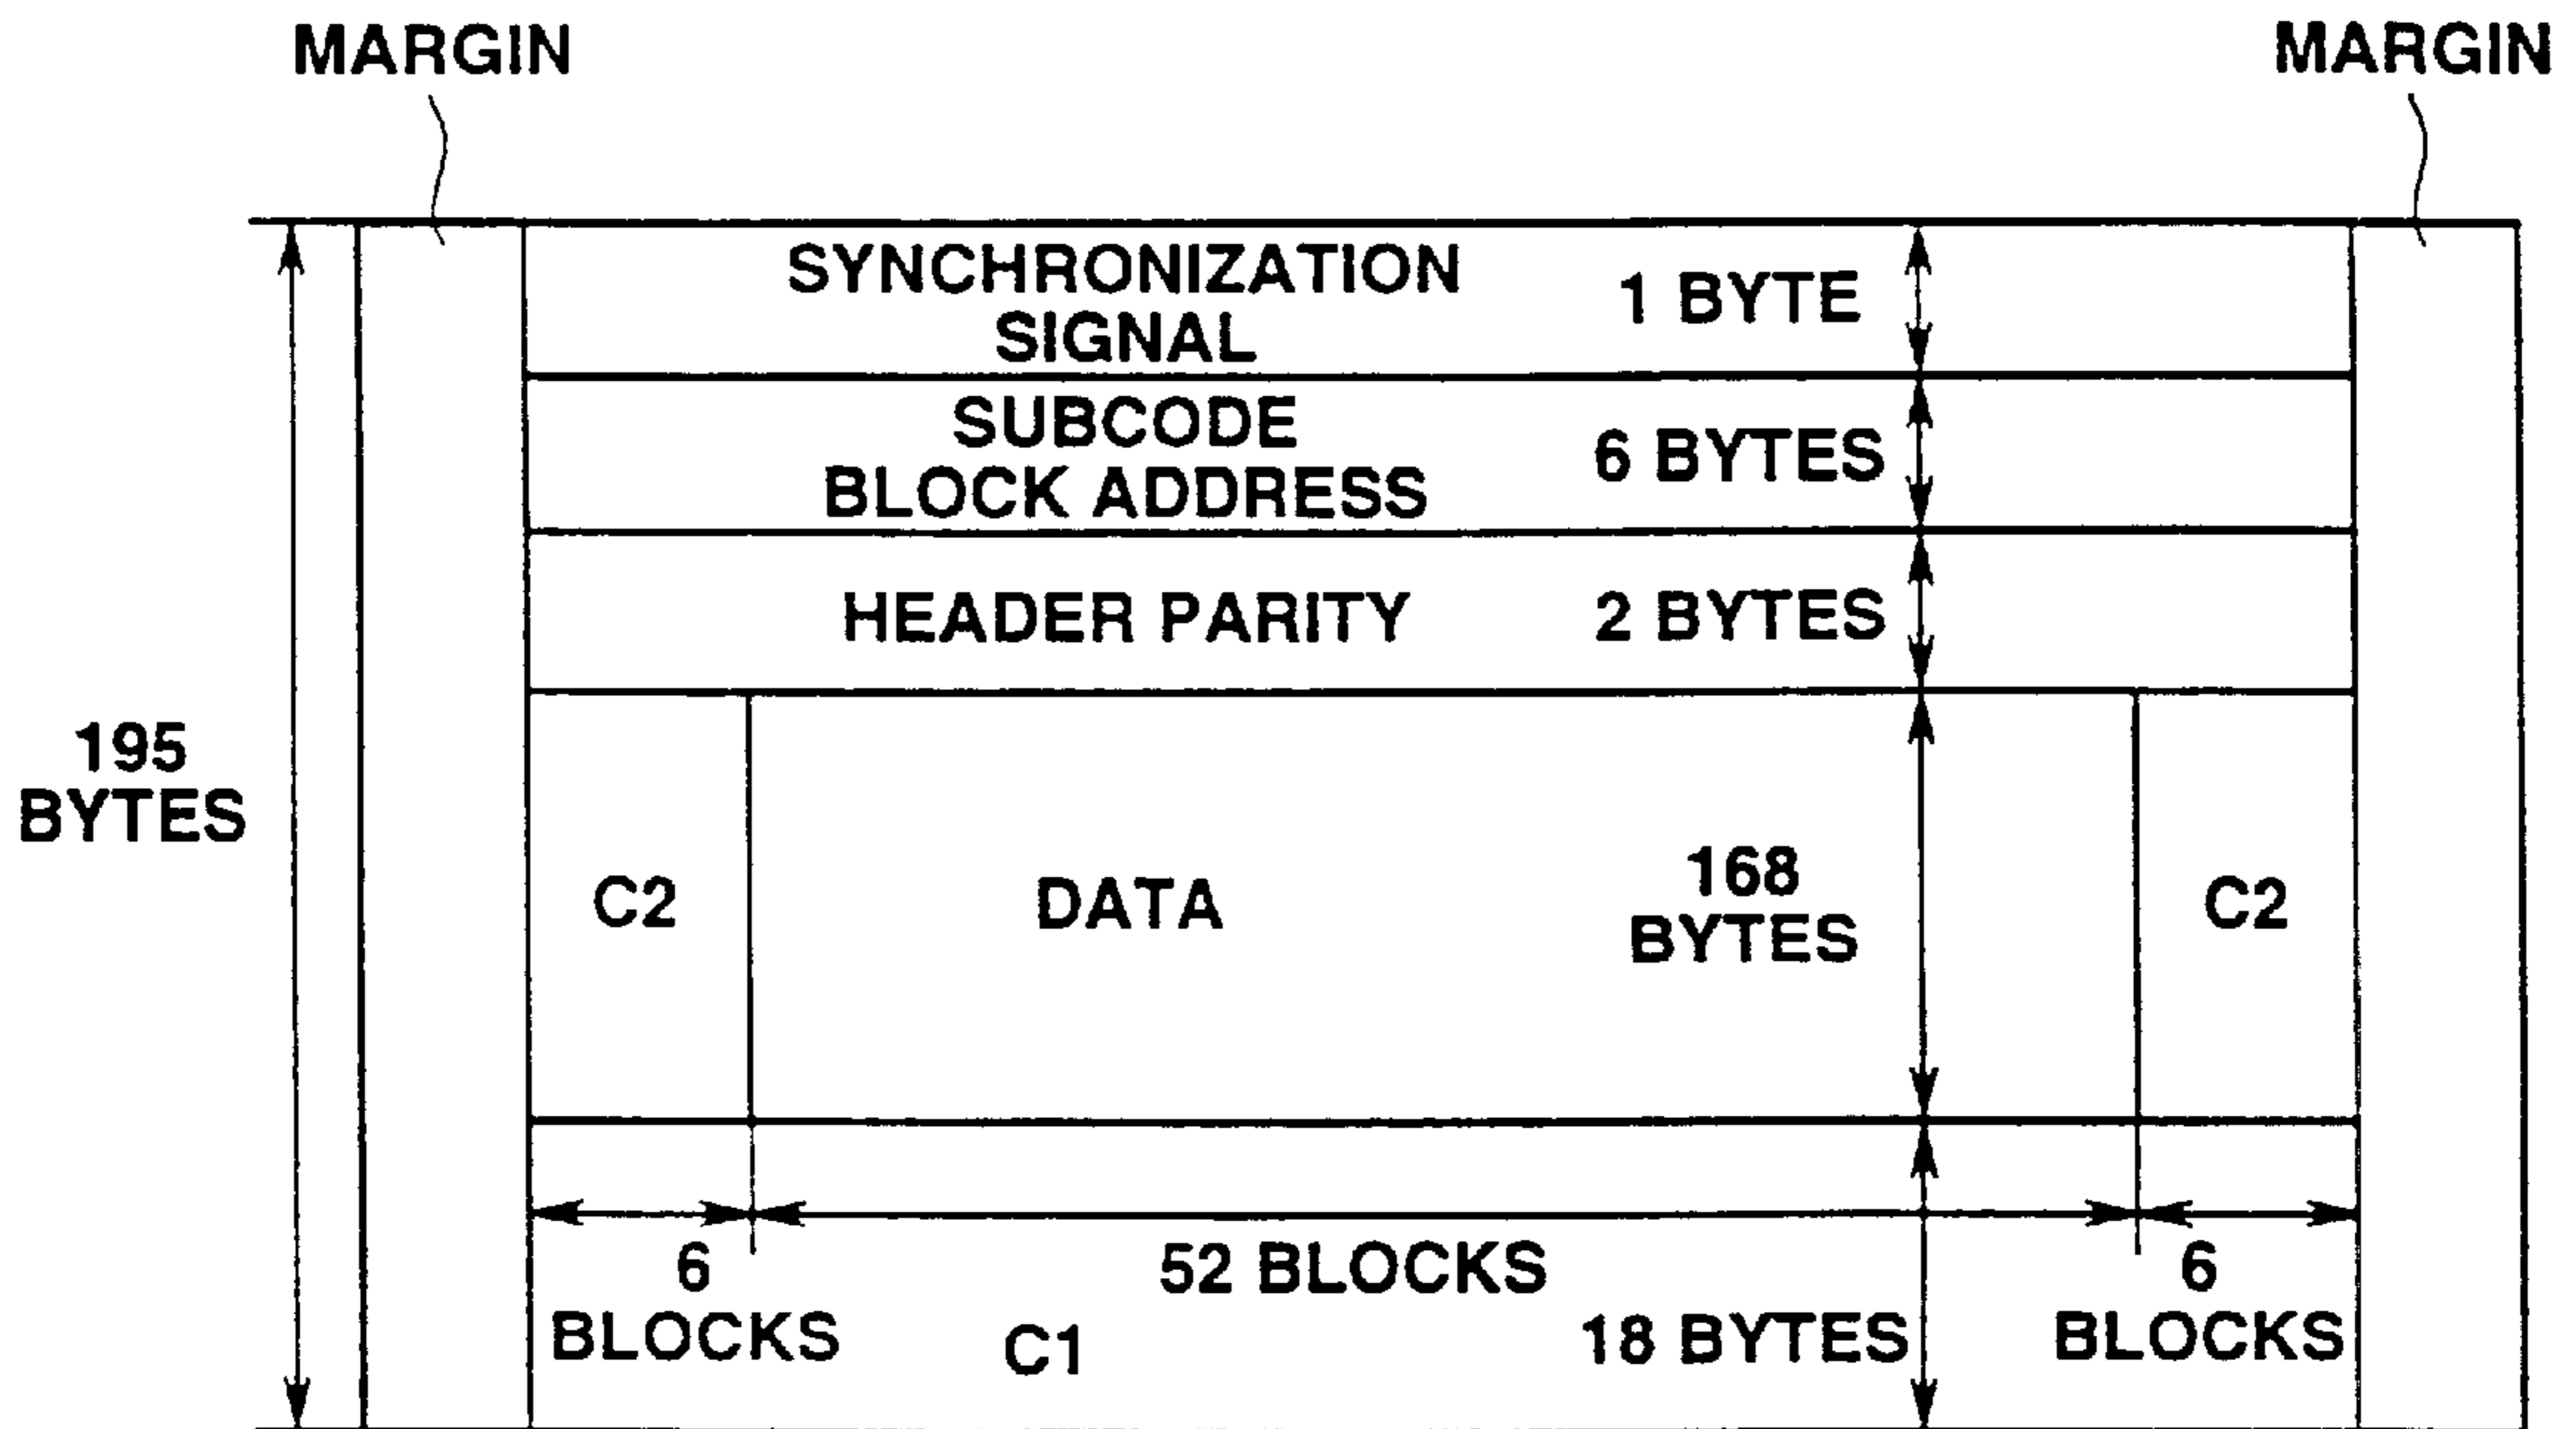 MARGIN
MARGIN
SYNCHRONIZATION
SIGNAL
1 BYTE
SUBCODE
BLOCK ADDRESS
6 BYTES
HEADER PARITY
2 BYTES
195
BYTES
C2
DATA
168
BYTES
C2
6
BLOCKS
52 BLOCKS
6
BLOCKS
C1
18 BYTES